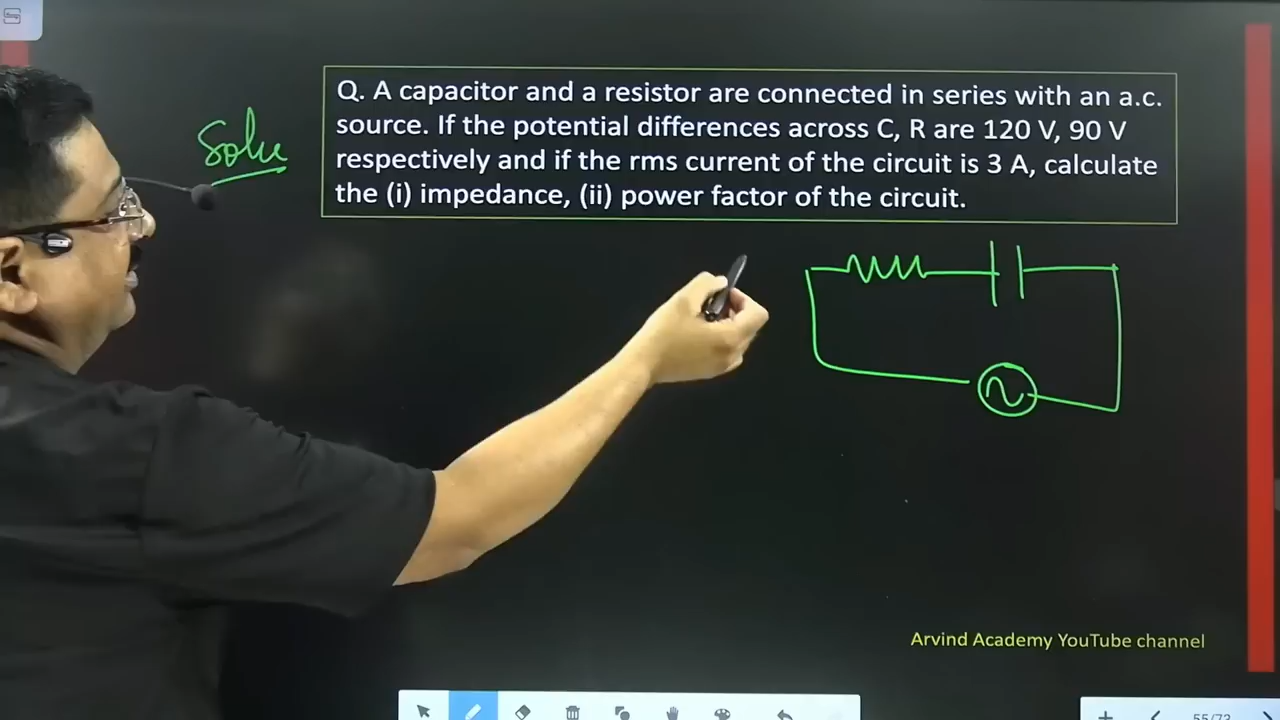 Solu
Q. A capacitor and a resistor are connected in series with an a.c.
source. If the potential differences across C, R are 120 V, 90 V
respectively and if the rms current of the circuit is 3 A, calculate
the (i) impedance, (ii) power factor of the circuit.
Arvind Academy YouTube channel
55/73